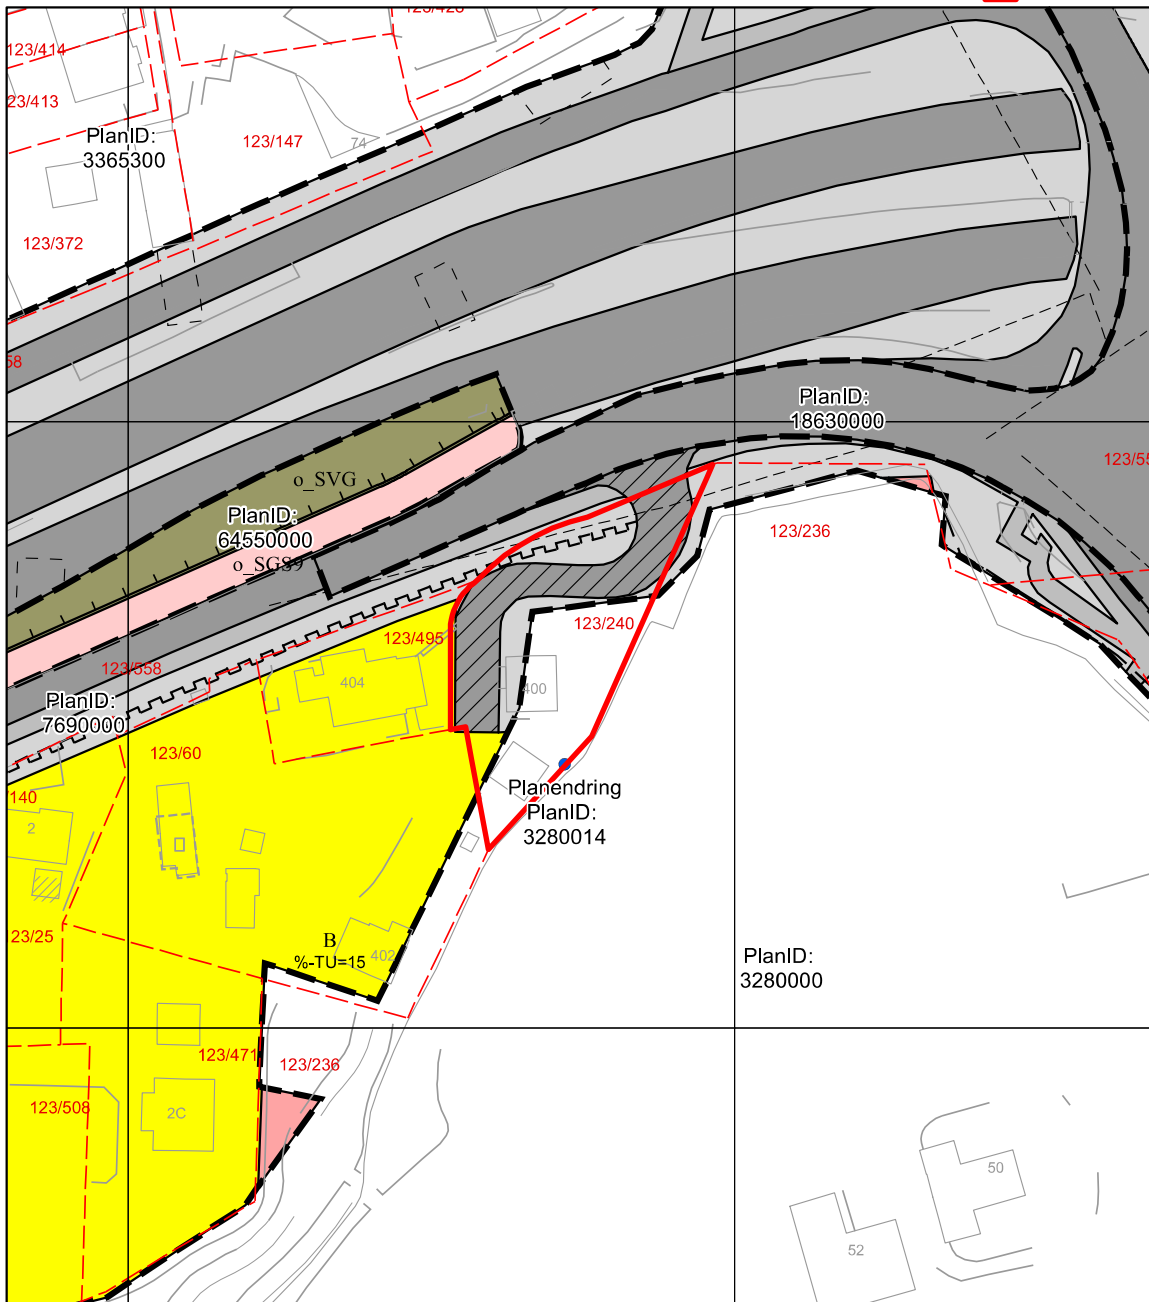 123/414
23/413
PlanID:
3365300
123/147
74
123/372
58
PlanID:
18630000
123/55
o_SVG
PlanID:
64550000
o_SGS9
123/236
123/495
123/240
123/558
404
400
PlanID:
7690000
123/60
140
2
Planendring
PlanID:
3280014
23/25
B
%-TU=15
402
PlanID:
3280000
123/471
123/236
123/508
2C
50
52